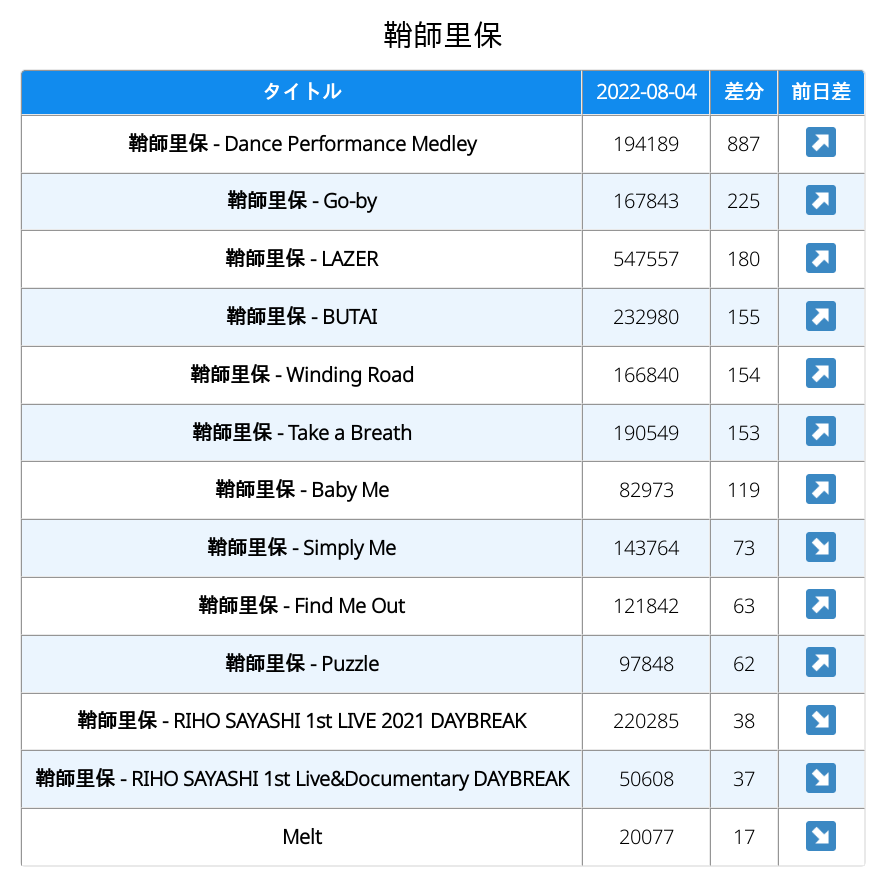 鞘師里保
タイトル 2022-08-04 差分 前日差
鞘師里保 - Dance Performance Medley 194189 887 ↗
鞘師里保 - Go-by 167843 225 ↗
鞘師里保 - LAZER 547557 180 ↗
鞘師里保 - BUTAI 232980 155 ↗
鞘師里保 - Winding Road 166840 154 ↗
鞘師里保 - Take a Breath 190549 153 ↗
鞘師里保 - Baby Me 82973 119 ↗
鞘師里保 - Simply Me 143764 73 ↘
鞘師里保 - Find Me Out 121842 63 ↗
鞘師里保 - Puzzle 97848 62 ↗
鞘師里保 - RIHO SAYASHI 1st LIVE 2021 DAYBREAK 220285 38 ↘
鞘師里保 - RIHO SAYASHI 1st Live&Documentary DAYBREAK 50608 37 ↘
Melt 20077 17 ↘